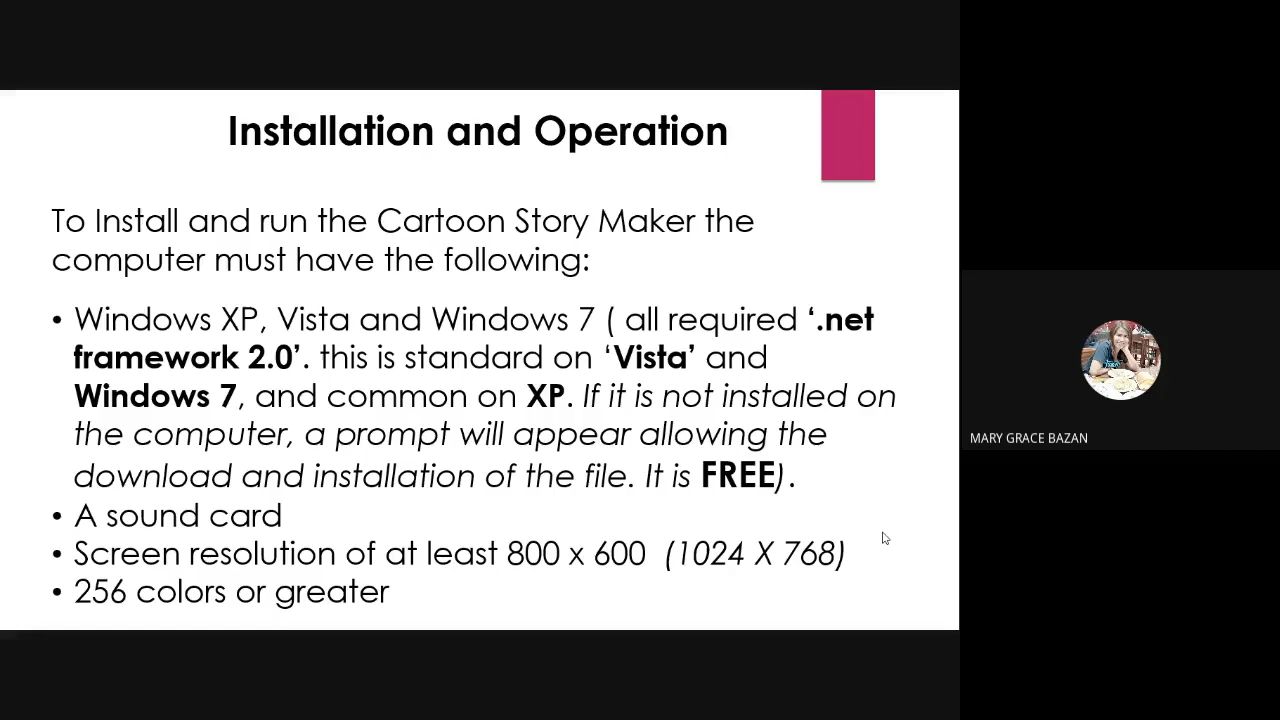 Installation and Operation
To Install and run the Cartoon Story Maker the
computer must have the following:
• Windows XP, Vista and Windows 7 ( all required ‘.net
framework 2.0’. this is standard on ‘Vista’ and
Windows 7, and common on XP. If it is not installed on
the computer, a prompt will appear allowing the
download and installation of the file. It is FREE).
• A sound card
• Screen resolution of at least 800 x 600 (1024 X 768)
• 256 colors or greater
MARY GRACE BAZAN